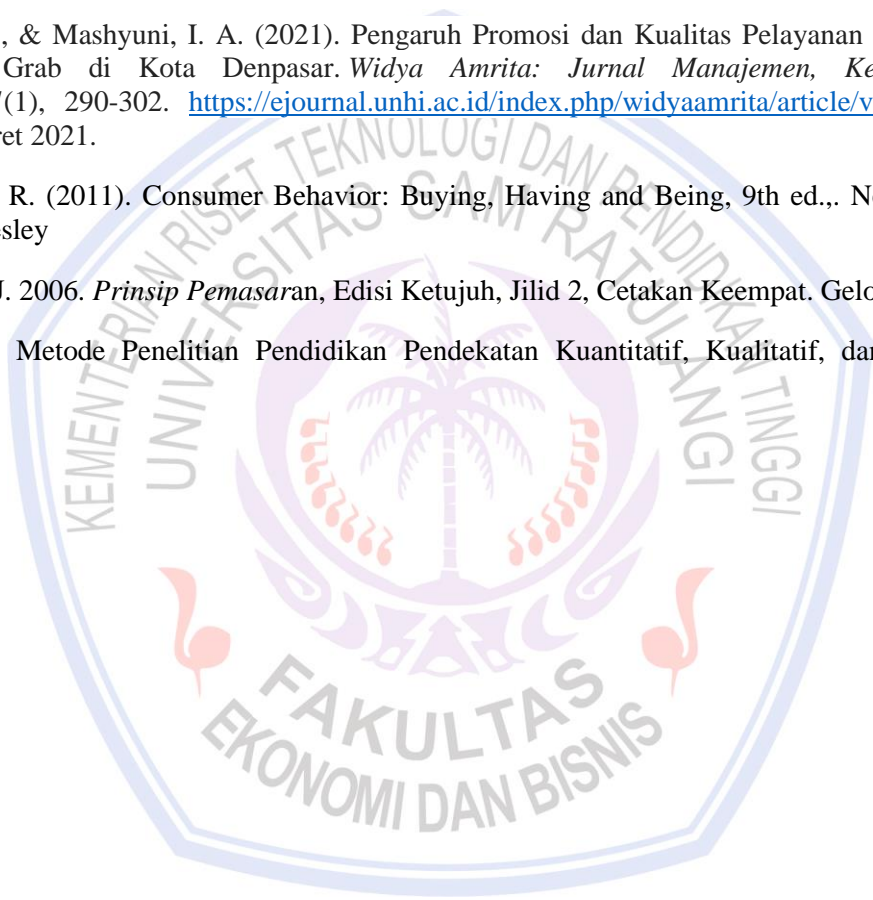 ., & Mashyuni, I. A. (2021). Pengaruh Promosi dan Kualitas Pelayanan
Grab di Kota Denpasar. Widya Amrita: Jurnal Manajemen, Ke
(1), 290-302. https://ejournal.unhi.ac.id/index.php/widyaamrita/article/v
ret 2021.
R. (2011). Consumer Behavior: Buying, Having and Being, 9th ed.,. N
sley
J. 2006. Prinsip Pemasaran, Edisi Ketujuh, Jilid 2, Cetakan Keempat. Gelo
Metode Penelitian Pendidikan Pendekatan Kuantitatif, Kualitatif, dan
KEMENTERIAN RISET TEKNOLOGI DAN PENDIDIKAN TINGGI
UNIVERSITAS SAM RATULANGI
FAKULTAS
EKONOMI DAN BISNIS